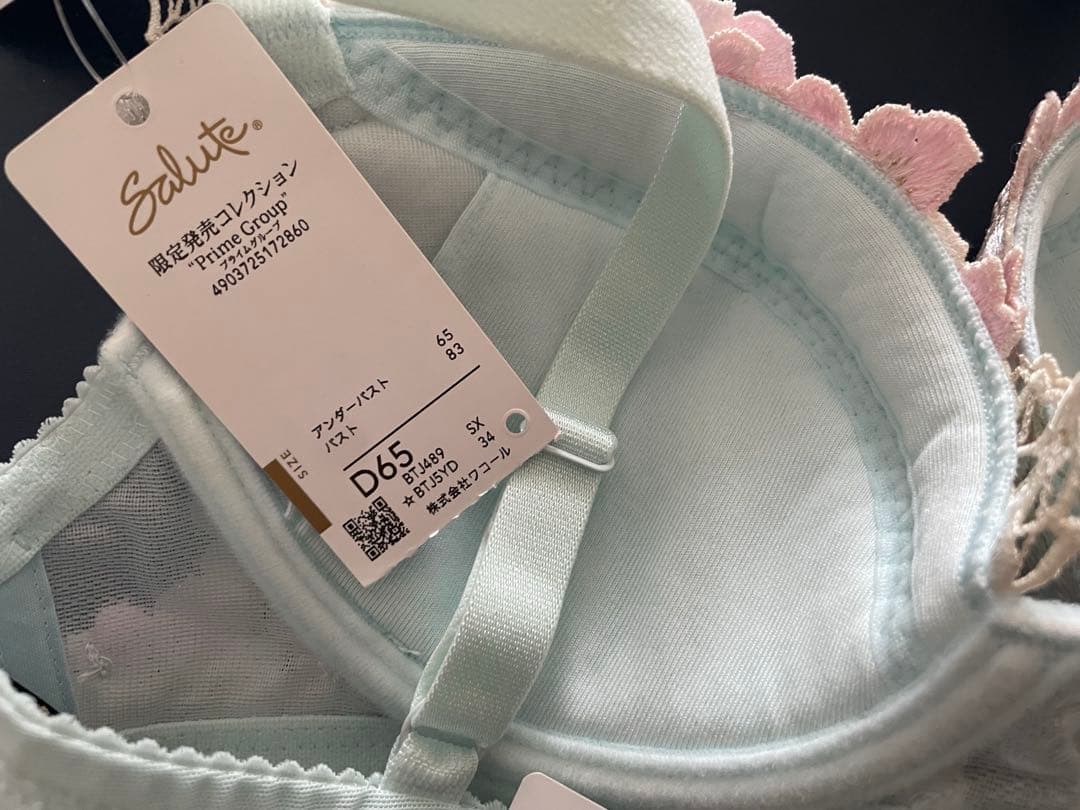 Salute®
限定発売コレクション
"Prime Group"
プライムグループ
4903725172860
アンダーバスト 65
バスト 83
SIZE
D65
BTJ489 SX
☆BTJ5YD 34
株式会社ワコール